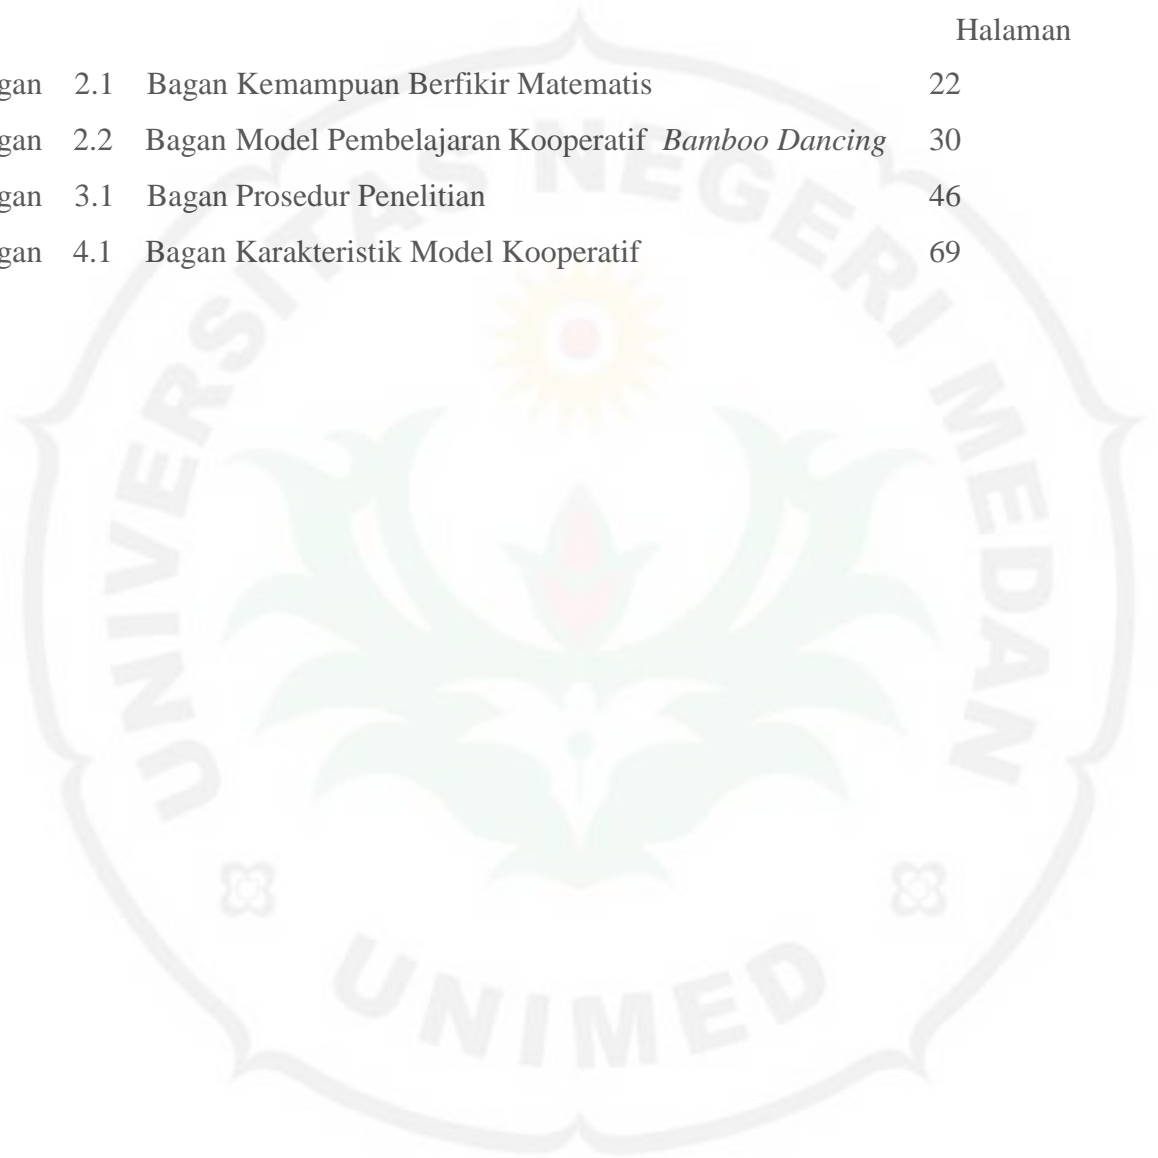 Halaman
gan 2.1 Bagan Kemampuan Berfikir Matematis 22
gan 2.2 Bagan Model Pembelajaran Kooperatif Bamboo Dancing 30
gan 3.1 Bagan Prosedur Penelitian 46
gan 4.1 Bagan Karakteristik Model Kooperatif 69
UNIVERSITAS NEGERI MEDAN
UNIMED